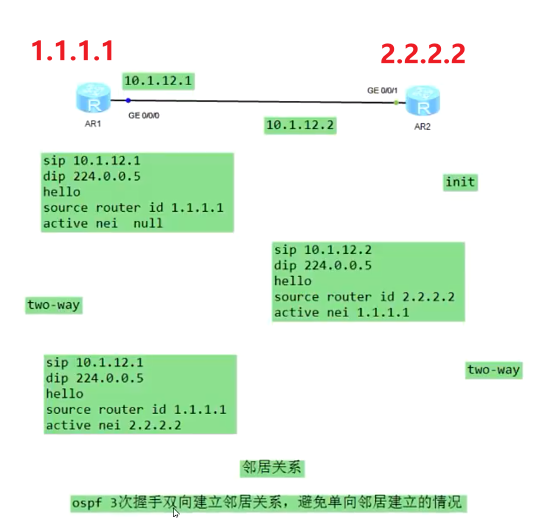 1.1.1.1
2.2.2.2
10.1.12.1
GE 0/0/1
GE 0/0/0
R
R
AR1
10.1.12.2
AR2
sip 10.1.12.1
dip 224.0.0.5
hello
source router id 1.1.1.1
active nei null
init
sip 10.1.12.2
dip 224.0.0.5
hello
source router id 2.2.2.2
active nei 1.1.1.1
two-way
sip 10.1.12.1
dip 224.0.0.5
hello
source router id 1.1.1.1
active nei 2.2.2.2
two-way
邻居关系
ospf 3次握手双向建立邻居关系，避免单向邻居建立的情况